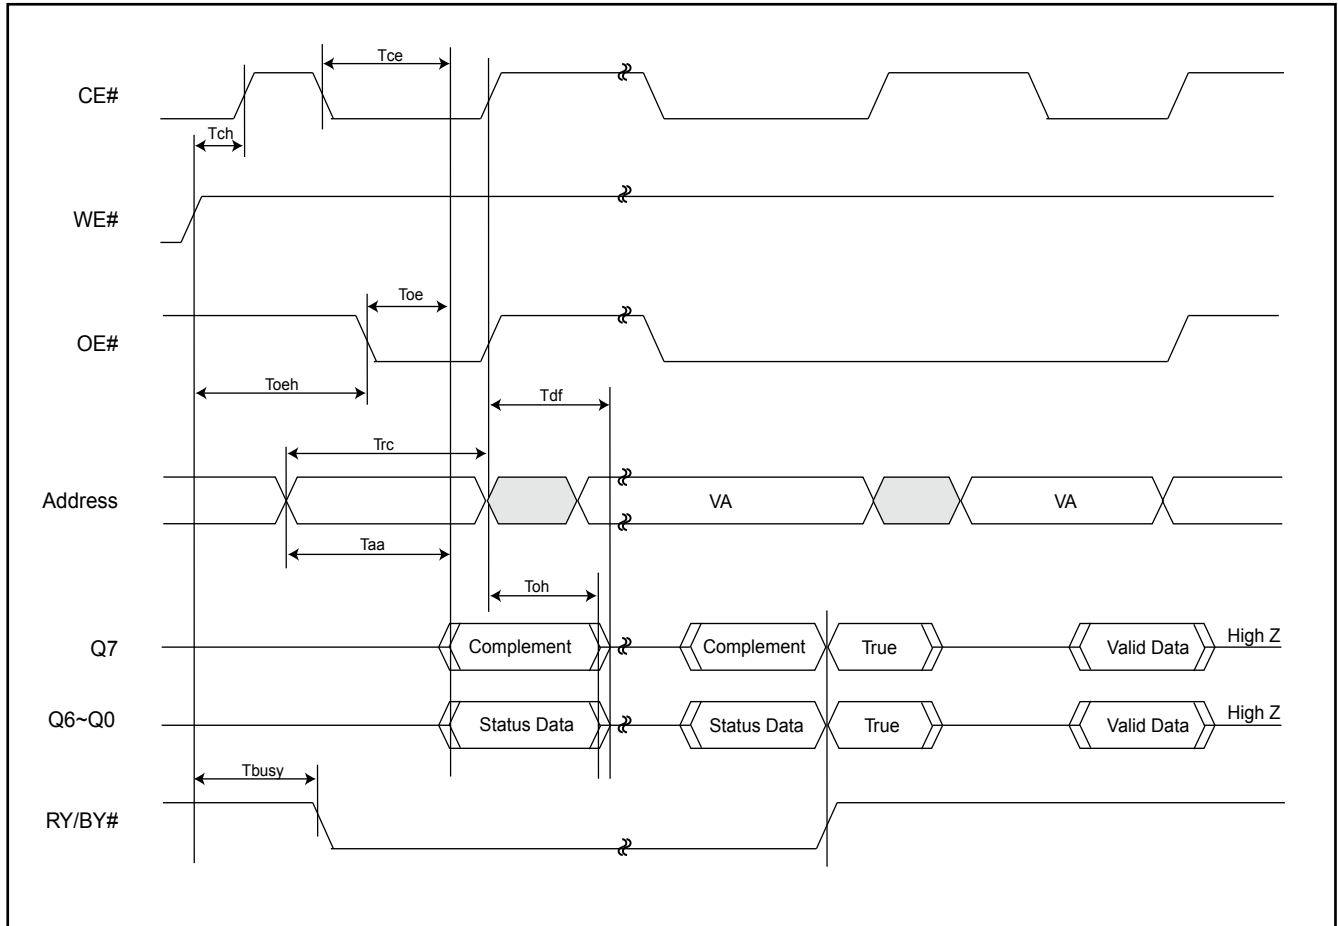 Tce
CE#
Tch
WE#
Toe
OE#
Toeh
Tdf
Trc
Address
VA
VA
Taa
Toh
Q7
Complement
Complement
True
Valid Data
High Z
Q6~Q0
Status Data
Status Data
True
Valid Data
High Z
Tbusy
RY/BY#